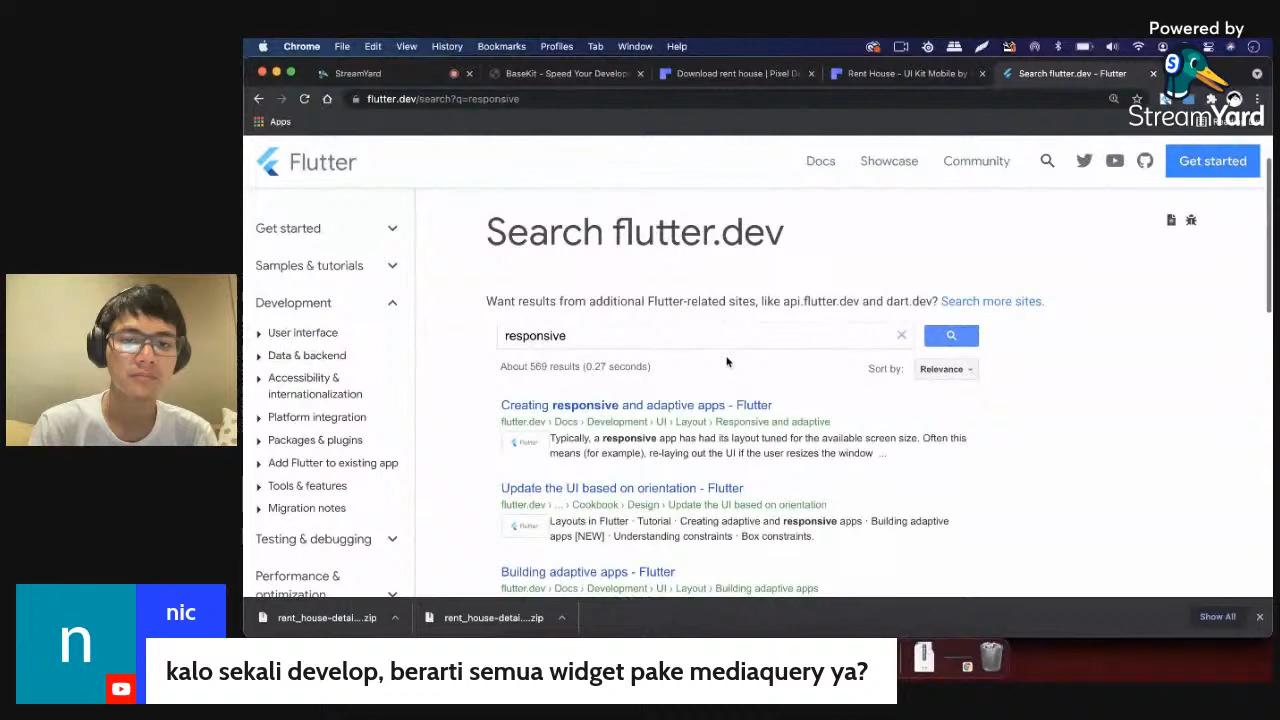 Powered by
StreamYard
Chrome File Edit View History Bookmarks Profiles Tab Window Help
StreamYard
BaseKit - Speed Your Develop
Download rent house | Pixel D
Rent House - UI Kit Mobile by
Search flutter.dev - Flutter
flutter.dev/search?q=responsive
Apps
Flutter
Docs Showcase Community
Get started
Get started
Samples & tutorials
Development
User interface
Data & backend
Accessibility &
internationalization
Platform integration
Packages & plugins
Add Flutter to existing app
Tools & features
Migration notes
Testing & debugging
Performance &
optimization
Search flutter.dev
Want results from additional Flutter-related sites, like api.flutter.dev and dart.dev? Search more sites.
responsive
About 569 results (0.27 seconds)
Sort by: Relevance
Creating responsive and adaptive apps - Flutter
flutter.dev › Docs › Development › UI › Layout › Responsive and adaptive
Flutter
Typically, a responsive app has had its layout tuned for the available screen size. Often this
means (for example), re-laying out the UI if the user resizes the window ...
Update the UI based on orientation - Flutter
flutter.dev › ... › Cookbook › Design › Update the UI based on orientation
Flutter
Layouts in Flutter · Tutorial · Creating adaptive and responsive apps · Building adaptive
apps [NEW] · Understanding constraints · Box constraints.
Building adaptive apps - Flutter
flutter.dev › Docs › Development › UI › Layout › Building adaptive apps
rent_house-detai....zip
rent_house-detai....zip
Show All
n
nic
kalo sekali develop, berarti semua widget pake mediaquery ya?